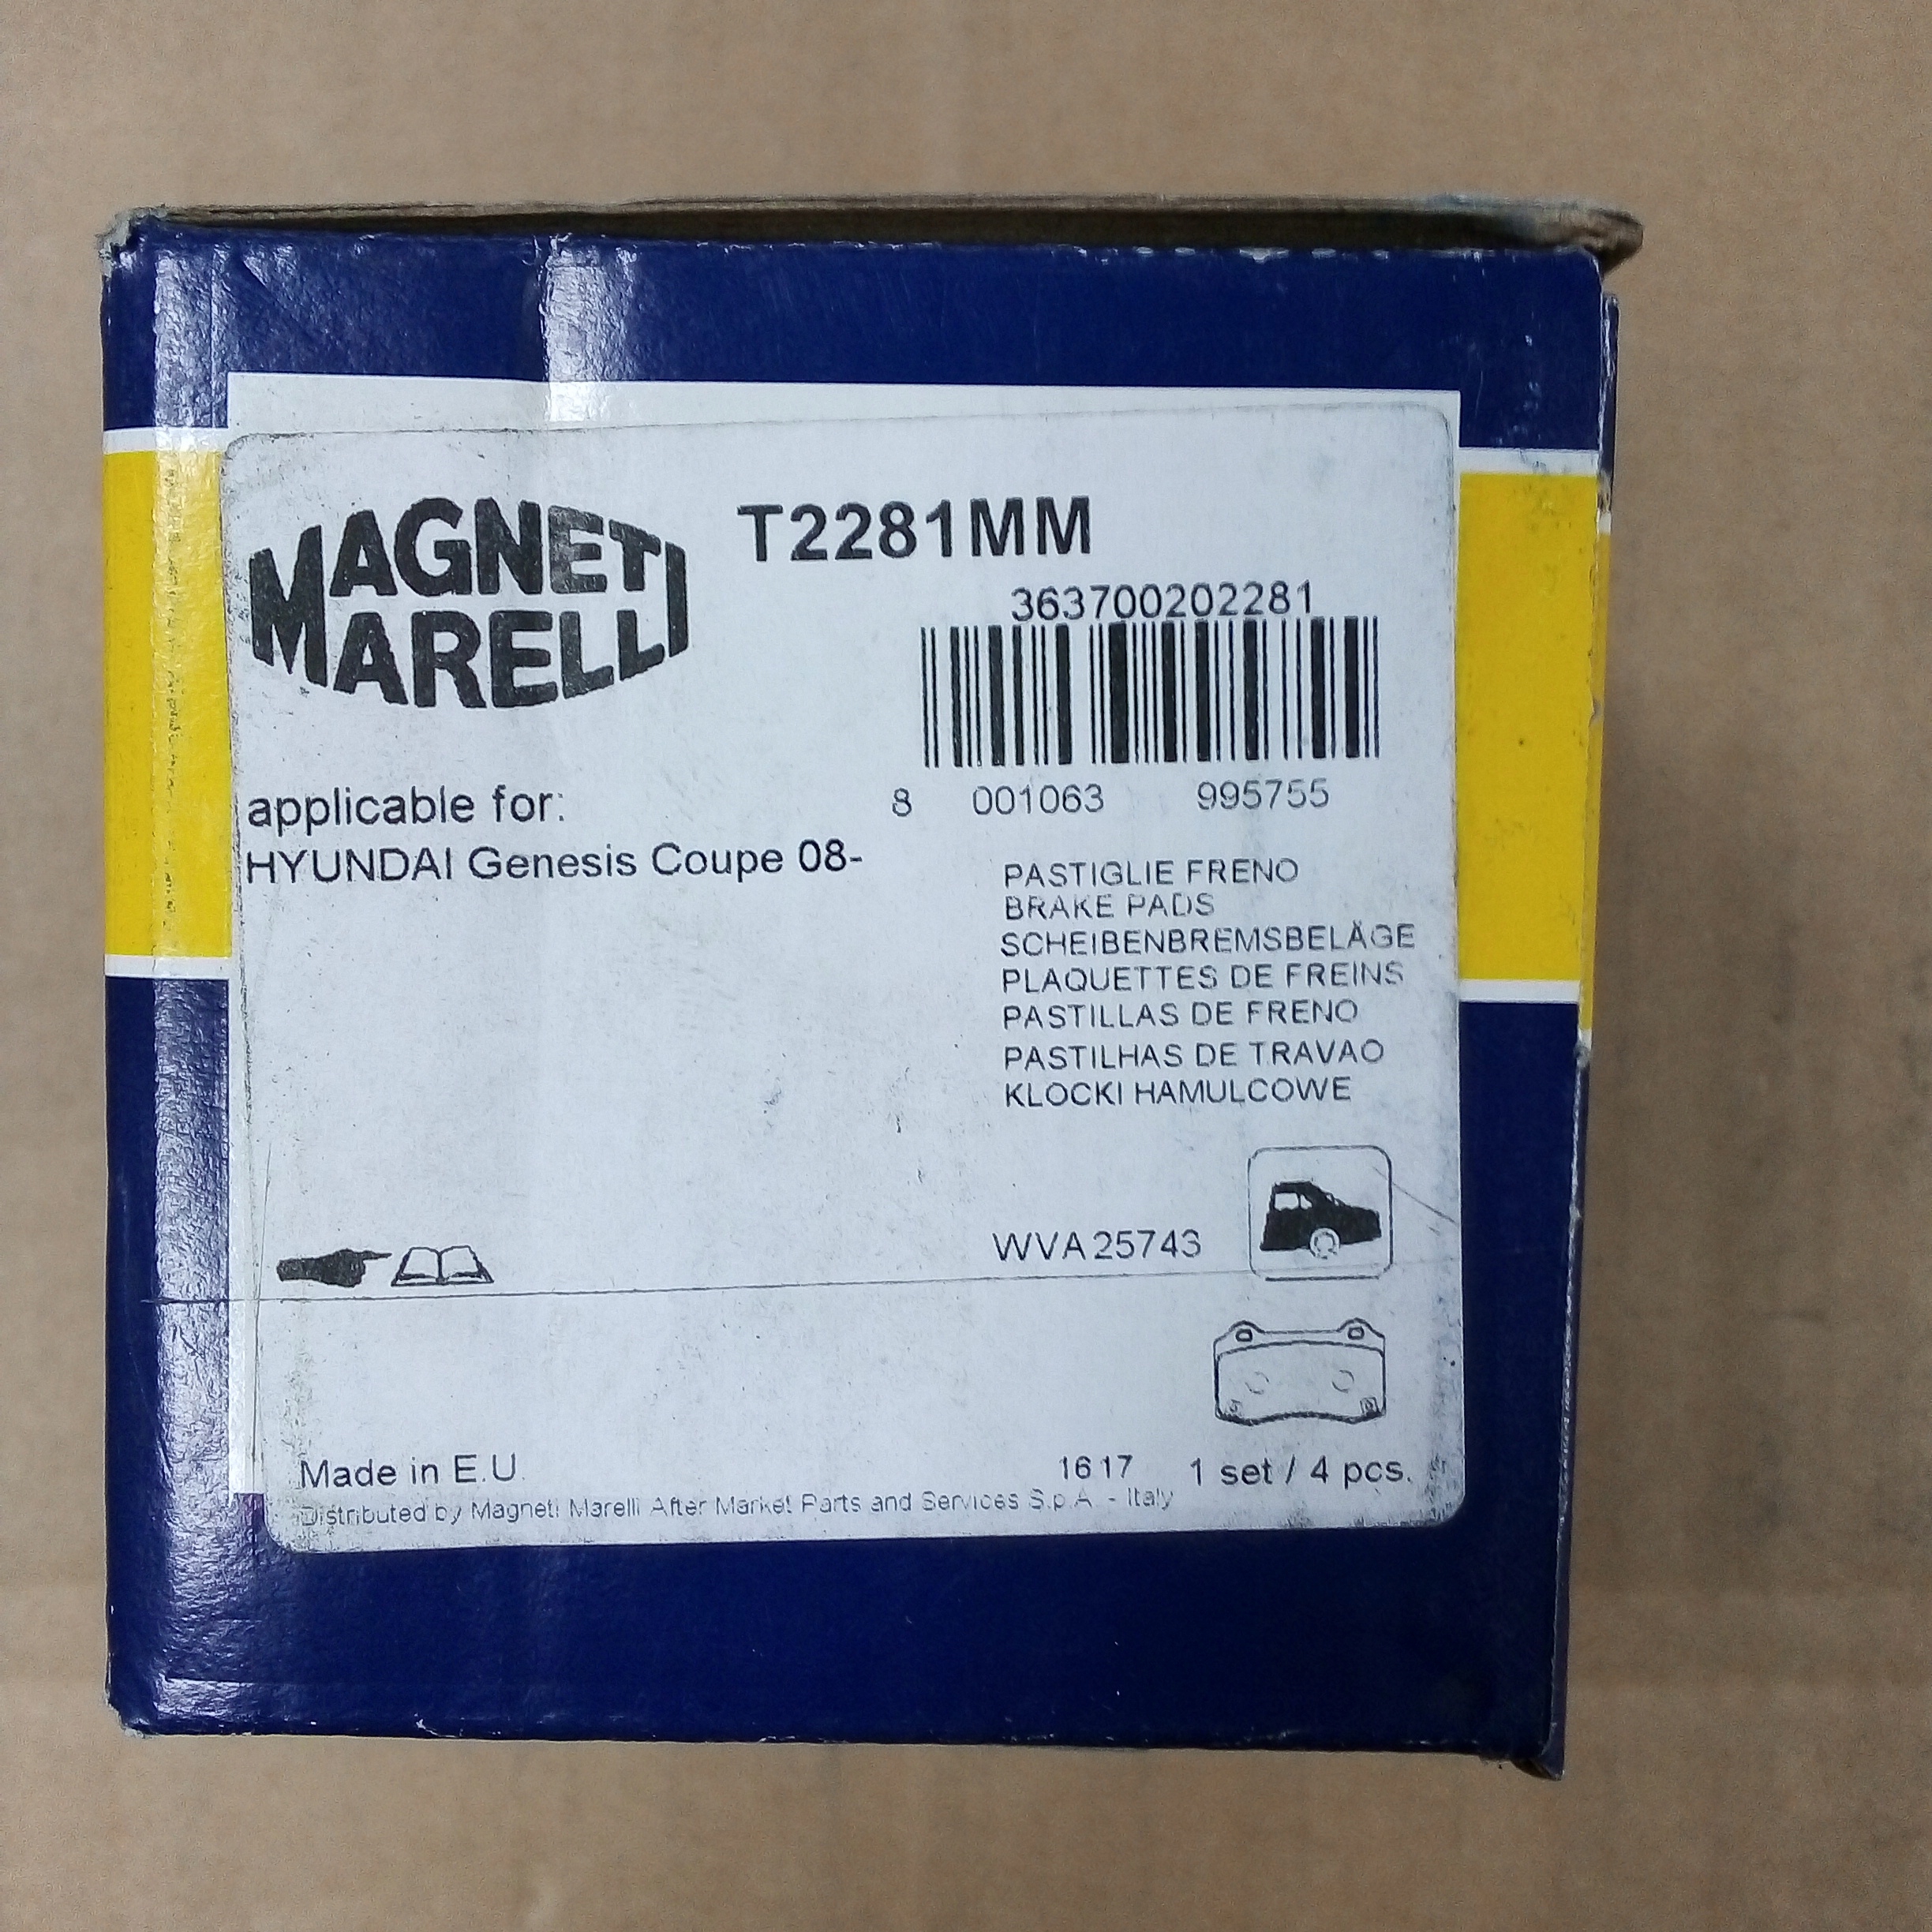 MAGNETI
MARELLI
T2281MM
363700202281
8 001063 995755
applicable for:
HYUNDAI Genesis Coupe 08-
PASTIGLIE FRENO
BRAKE PADS
SCHEIBENBREMSBELÄGE
PLAQUETTES DE FREINS
PASTILLAS DE FRENO
PASTILHAS DE TRAVAO
KLOCKI HAMULCOWE
WVA 25743
Made in E.U.
1617
1 set / 4 pcs.
Distributed by Magneti Marelli After Market Parts and Services S.p.A. - Italy